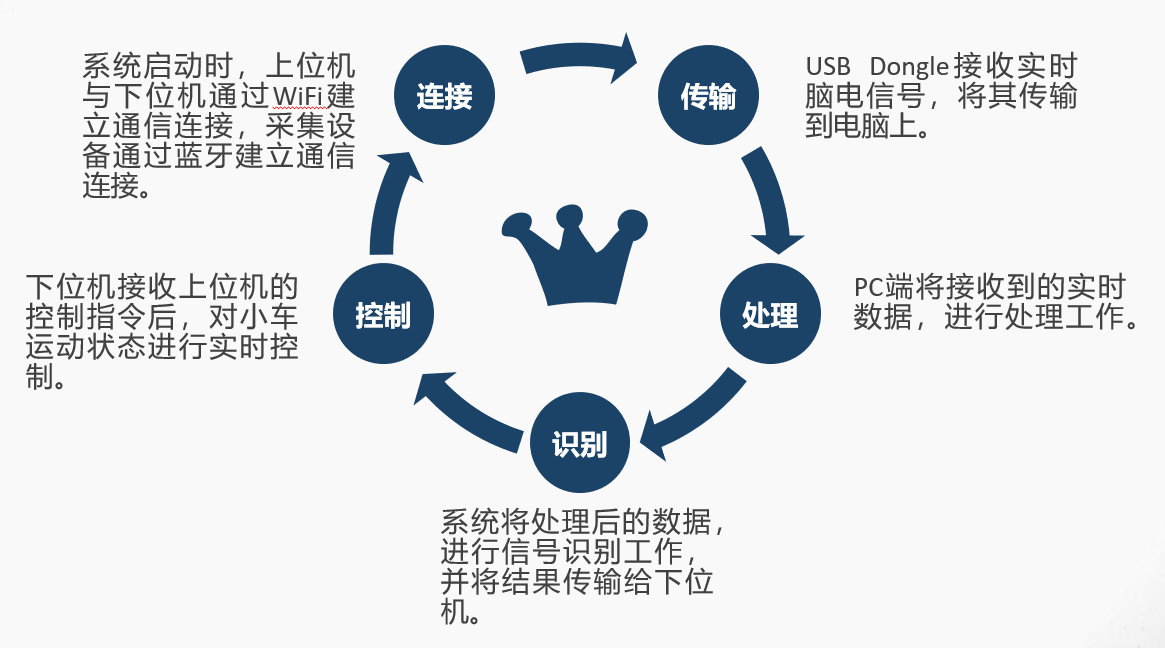 系统启动时，上位机
与下位机通过WiFi建
立通信连接，采集设
备通过蓝牙建立通信
连接。
连接
传输
USB Dongle接收实时
脑电信号，将其传输
到电脑上。
处理
PC端将接收到的实时
数据，进行处理工作。
识别
系统将处理后的数据，
进行信号识别工作，
并将结果传输给下位
机。
控制
下位机接收上位机的
控制指令后，对小车
运动状态进行实时控
制。